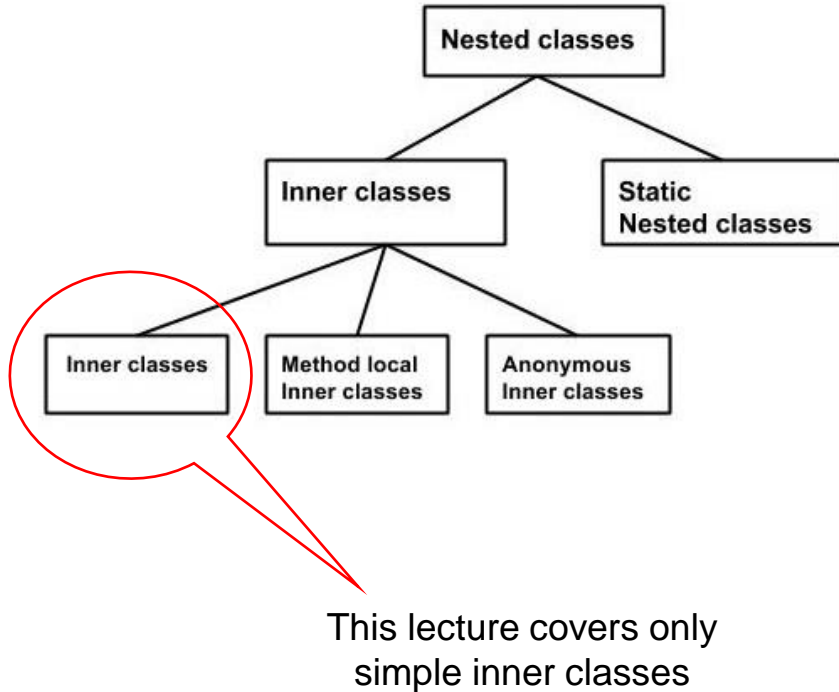 Nested classes
Inner classes
Static
Nested classes
Inner classes
Method local
Inner classes
Anonymous
Inner classes
This lecture covers only
simple inner classes